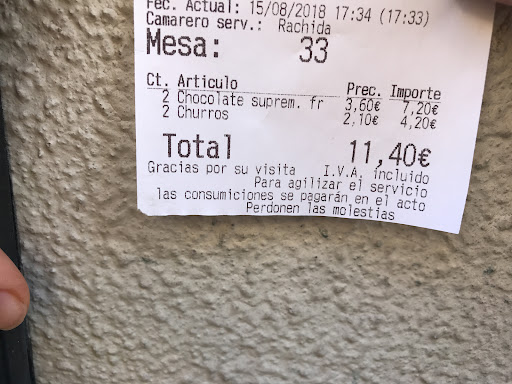 Fec. Actual: 15/08/2018 17:34 (17:33)
Camarero serv.: Rachida
Mesa: 33
Ct. Articulo Prec. Importe
2 Chocolate suprem. fr 3,60€ 7,20€
2 Churros 2,10€ 4,20€
Total 11,40€
Gracias por su visita I.V.A. incluido
Para agilizar el servicio
las consumiciones se pagarán en el acto
Perdonen las molestias